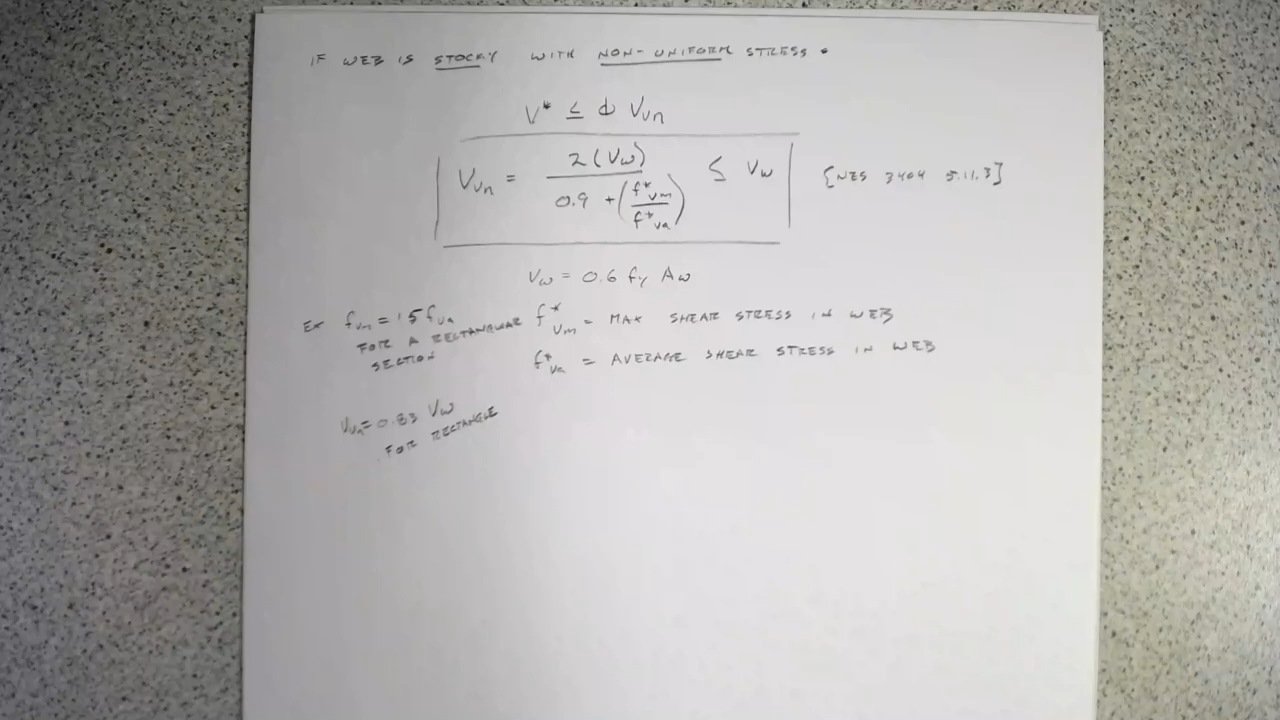 IF WEB IS STOCKY WITH NON-UNIFORM STRESS •
V* ≤ ϕ Vvn
Vvn = 2(Vw) / (0.9 + (f*vm / f*va)) ≤ Vw [NZS 3404 5.11.3]
Vw = 0.6 fy Aw
Ex fvm = 1.5 fva
FOR A RECTANGULAR
SECTION
f*vm = MAX SHEAR STRESS IN WEB
f*va = AVERAGE SHEAR STRESS IN WEB
Vvn = 0.83 Vw
FOR RECTANGLE